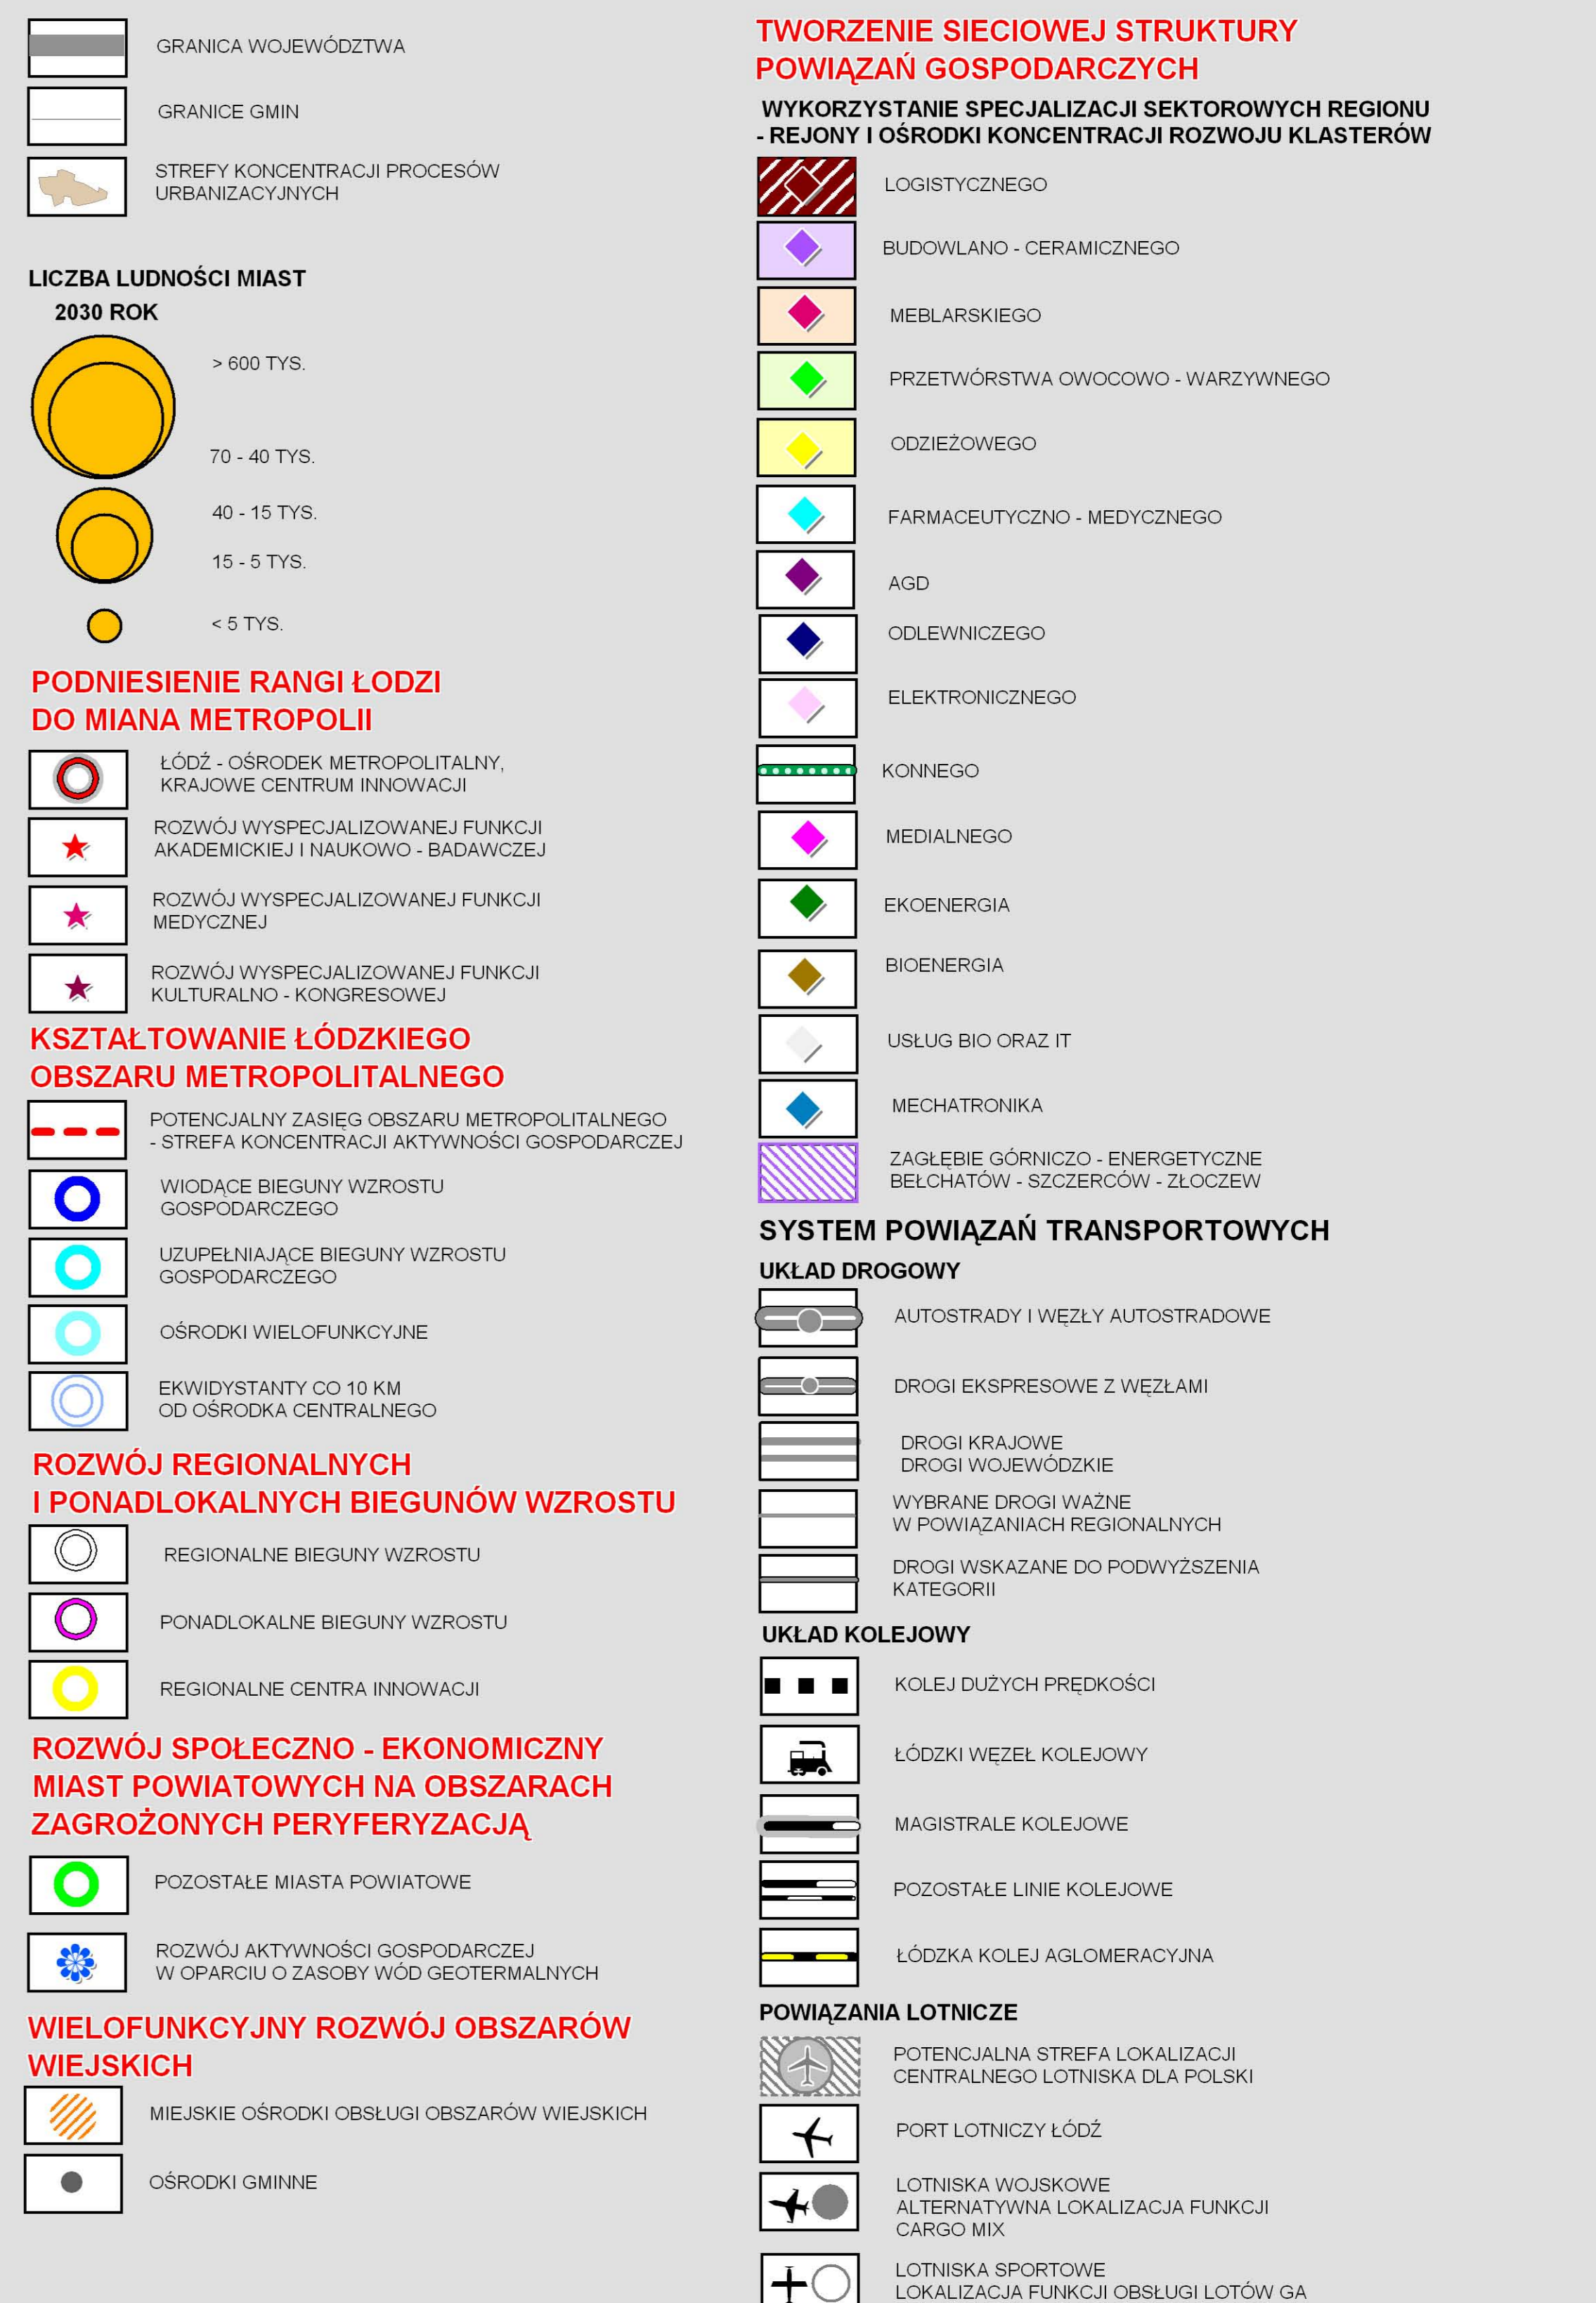 GRANICA WOJEWÓDZTWA
GRANICE GMIN
STREFY KONCENTRACJI PROCESÓW
URBANIZACYJNYCH
LICZBA LUDNOŚCI MIAST
2030 ROK
> 600 TYS.
70 - 40 TYS.
40 - 15 TYS.
15 - 5 TYS.
< 5 TYS.
PODNIESIENIE RANGI ŁODZI
DO MIANA METROPOLII
ŁÓDŹ - OŚRODEK METROPOLITALNY,
KRAJOWE CENTRUM INNOWACJI
ROZWÓJ WYSPECJALIZOWANEJ FUNKCJI
AKADEMICKIEJ I NAUKOWO - BADAWCZEJ
ROZWÓJ WYSPECJALIZOWANEJ FUNKCJI
MEDYCZNEJ
ROZWÓJ WYSPECJALIZOWANEJ FUNKCJI
KULTURALNO - KONGRESOWEJ
KSZTAŁTOWANIE ŁÓDZKIEGO
OBSZARU METROPOLITALNEGO
POTENCJALNY ZASIĘG OBSZARU METROPOLITALNEGO
- STREFA KONCENTRACJI AKTYWNOŚCI GOSPODARCZEJ
WIODĄCE BIEGUNY WZROSTU
GOSPODARCZEGO
UZUPEŁNIAJĄCE BIEGUNY WZROSTU
GOSPODARCZEGO
OŚRODKI WIELOFUNKCYJNE
EKWIDYSTANTY CO 10 KM
OD OŚRODKA CENTRALNEGO
ROZWÓJ REGIONALNYCH
I PONADLOKALNYCH BIEGUNÓW WZROSTU
REGIONALNE BIEGUNY WZROSTU
PONADLOKALNE BIEGUNY WZROSTU
REGIONALNE CENTRA INNOWACJI
ROZWÓJ SPOŁECZNO - EKONOMICZNY
MIAST POWIATOWYCH NA OBSZARACH
ZAGROŻONYCH PERYFERYZACJĄ
POZOSTAŁE MIASTA POWIATOWE
ROZWÓJ AKTYWNOŚCI GOSPODARCZEJ
W OPARCIU O ZASOBY WÓD GEOTERMALNYCH
WIELOFUNKCYJNY ROZWÓJ OBSZARÓW
WIEJSKICH
MIEJSKIE OŚRODKI OBSŁUGI OBSZARÓW WIEJSKICH
OŚRODKI GMINNE
TWORZENIE SIECIOWEJ STRUKTURY
POWIĄZAŃ GOSPODARCZYCH
WYKORZYSTANIE SPECJALIZACJI SEKTOROWYCH REGIONU
- REJONY I OŚRODKI KONCENTRACJI ROZWOJU KLASTERÓW
LOGISTYCZNEGO
BUDOWLANO - CERAMICZNEGO
MEBLARSKIEGO
PRZETWÓRSTWA OWOCOWO - WARZYWNEGO
ODZIEŻOWEGO
FARMACEUTYCZNO - MEDYCZNEGO
AGD
ODLEWNICZEGO
ELEKTRONICZNEGO
KONNEGO
MEDIALNEGO
EKOENERGIA
BIOENERGIA
USŁUG BIO ORAZ IT
MECHATRONIKA
ZAGŁĘBIE GÓRNICZO - ENERGETYCZNE
BEŁCHATÓW - SZCZERCÓW - ZŁOCZEW
SYSTEM POWIĄZAŃ TRANSPORTOWYCH
UKŁAD DROGOWY
AUTOSTRADY I WĘZŁY AUTOSTRADOWE
DROGI EKSPRESOWE Z WĘZŁAMI
DROGI KRAJOWE
DROGI WOJEWÓDZKIE
WYBRANE DROGI WAŻNE
W POWIĄZANIACH REGIONALNYCH
DROGI WSKAZANE DO PODWYŻSZENIA
KATEGORII
UKŁAD KOLEJOWY
KOLEJ DUŻYCH PRĘDKOŚCI
ŁÓDZKI WĘZEŁ KOLEJOWY
MAGISTRALE KOLEJOWE
POZOSTAŁE LINIE KOLEJOWE
ŁÓDZKA KOLEJ AGLOMERACYJNA
POWIĄZANIA LOTNICZE
POTENCJALNA STREFA LOKALIZACJI
CENTRALNEGO LOTNISKA DLA POLSKI
PORT LOTNICZY ŁÓDŹ
LOTNISKA WOJSKOWE
ALTERNATYWNA LOKALIZACJA FUNKCJI
CARGO MIX
LOTNISKA SPORTOWE
LOKALIZACJA FUNKCJI OBSŁUGI LOTÓW GA